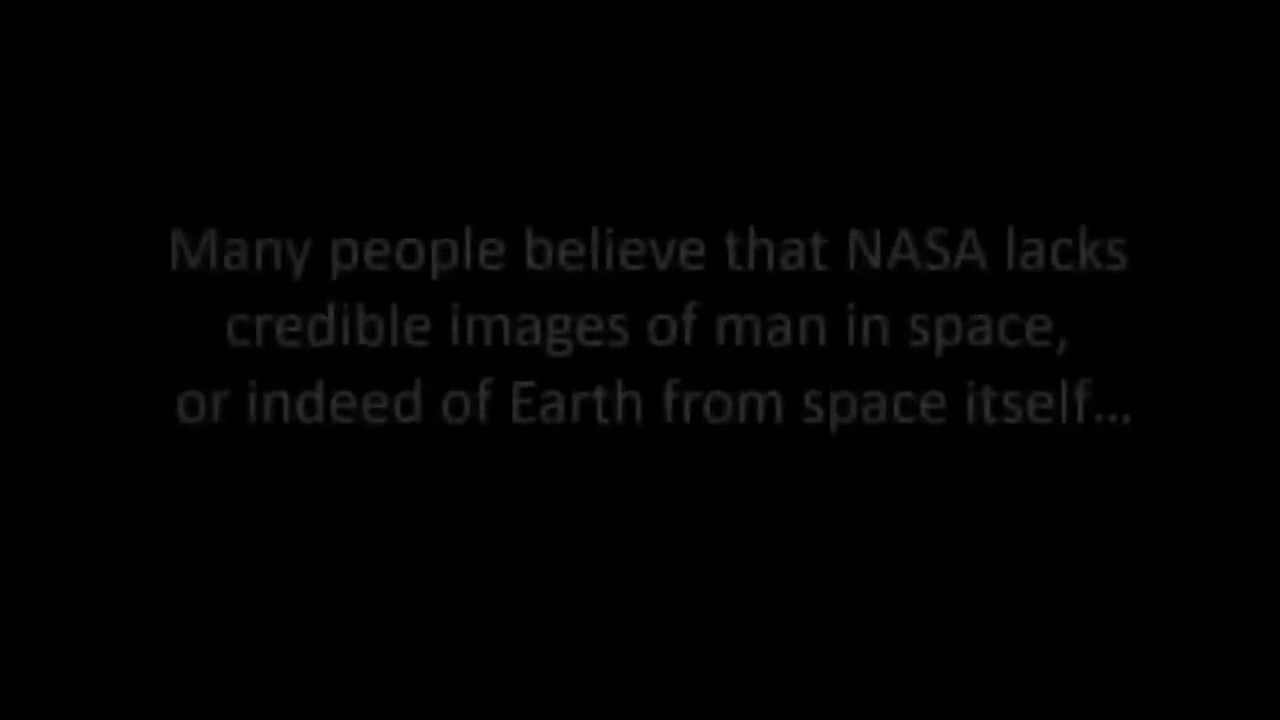 Many people believe that NASA lacks
credible images of man in space,
or indeed of Earth from space itself...